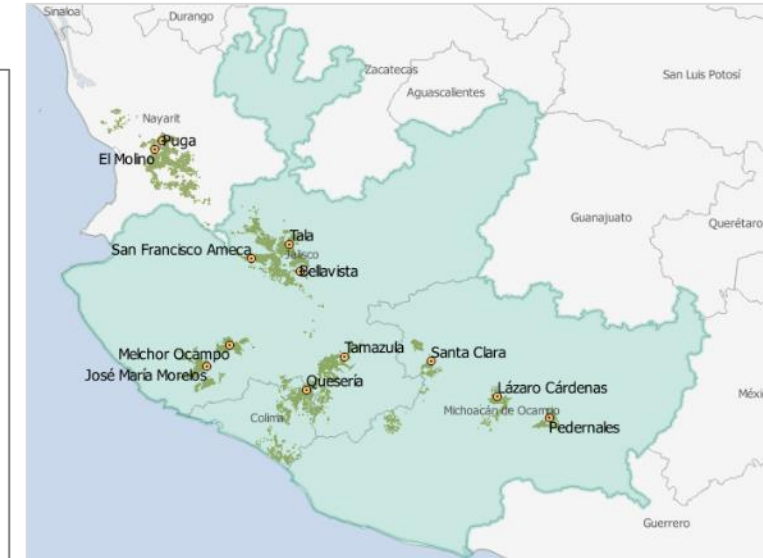 Sinaloa
Durango
Zacatecas
San Luis Potosí
Aguascalientes
Nayarit
Puga
El Molino
Guanajuato
Querétaro
Tala
San Francisco Ameca
Jalisco
Bellavista
Melchor Ocampo
Tamazula
Santa Clara
José María Morelos
Quesería
Lázaro Cárdenas
Colima
Michoacán de Ocampo
Pedernales
Guerrero